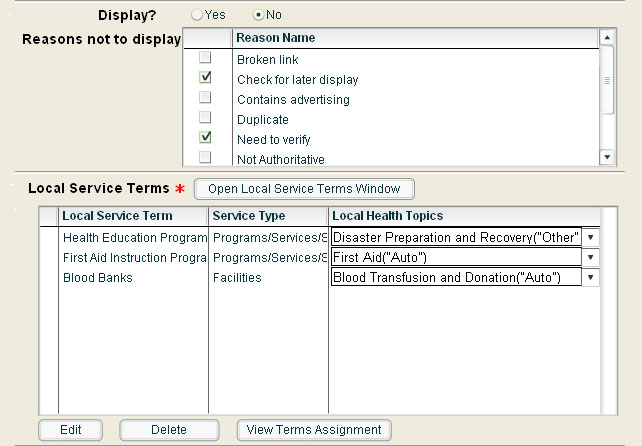 Display? Yes No
Reasons not to display Reason Name
Broken link
Check for later display
Contains advertising
Duplicate
Need to verify
Not Authoritative
Local Service Terms * Open Local Service Terms Window
Local Service Term Service Type Local Health Topics
Health Education Program Programs/Services/S Disaster Preparation and Recovery("Other"
First Aid Instruction Progra Programs/Services/S First Aid("Auto")
Blood Banks Facilities Blood Transfusion and Donation("Auto")
Edit Delete View Terms Assignment